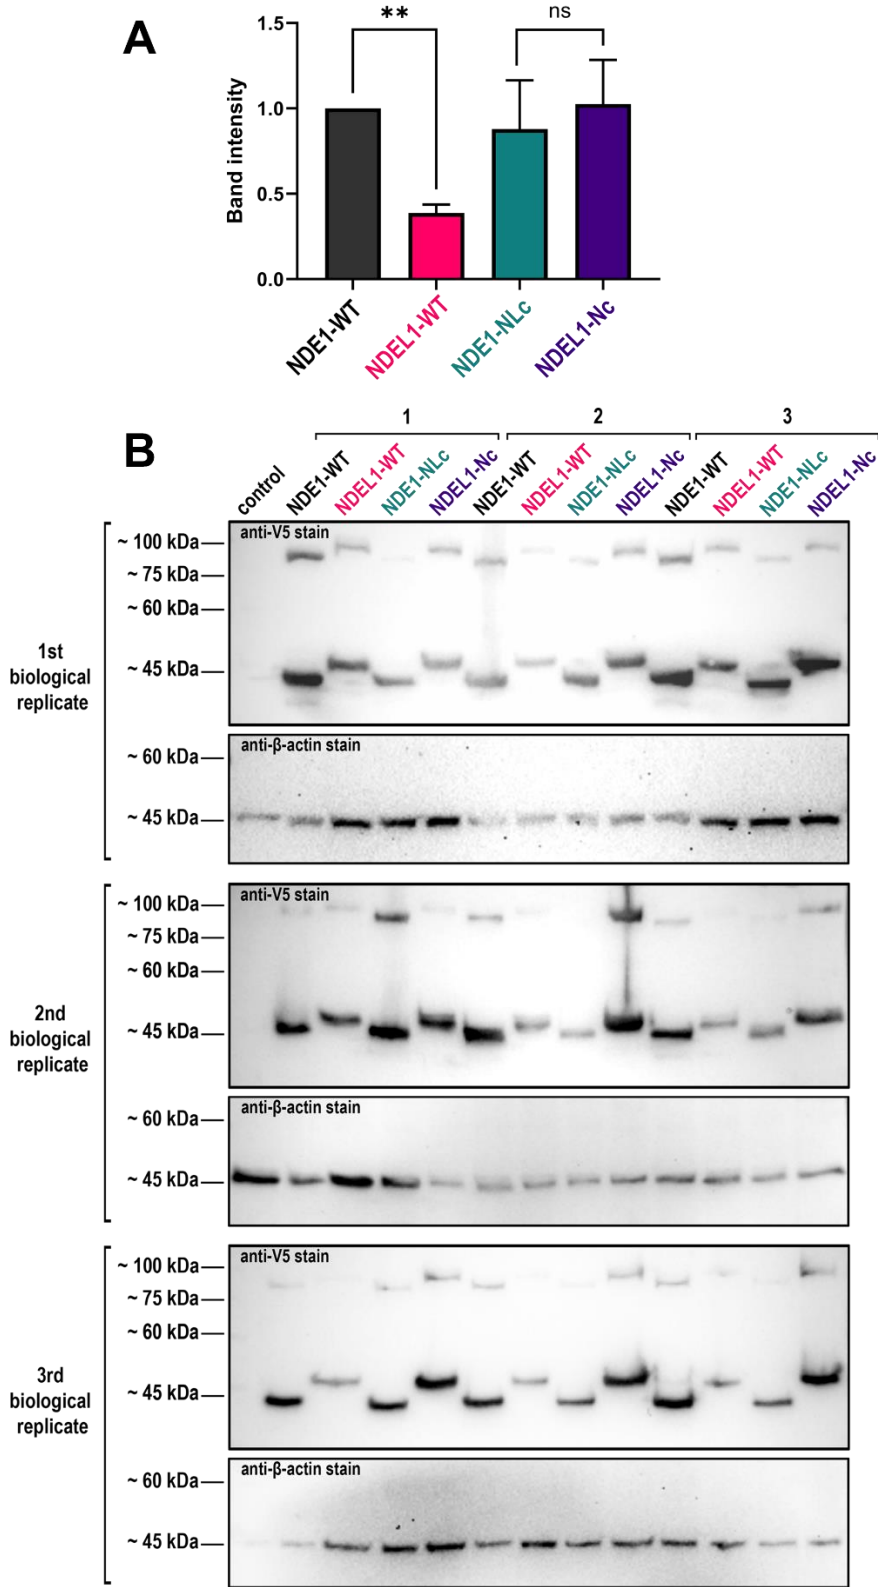 A
**
ns
1.5
1.0
0.5
0.0
Band intensity
NDE1-WT
NDEL1-WT
NDE1-NLc
NDEL1-Nc
B
1
2
3
control
NDE1-WT
NDEL1-WT
NDE1-NLc
NDEL1-Nc
NDE1-WT
NDEL1-WT
NDE1-NLc
NDEL1-Nc
NDE1-WT
NDEL1-WT
NDE1-NLc
NDEL1-Nc
1st
biological
replicate
anti-V5 stain
~ 100 kDa
~ 75 kDa
~ 60 kDa
~ 45 kDa
anti-β-actin stain
~ 60 kDa
~ 45 kDa
2nd
biological
replicate
anti-V5 stain
~ 100 kDa
~ 75 kDa
~ 60 kDa
~ 45 kDa
anti-β-actin stain
~ 60 kDa
~ 45 kDa
3rd
biological
replicate
anti-V5 stain
~ 100 kDa
~ 75 kDa
~ 60 kDa
~ 45 kDa
anti-β-actin stain
~ 60 kDa
~ 45 kDa